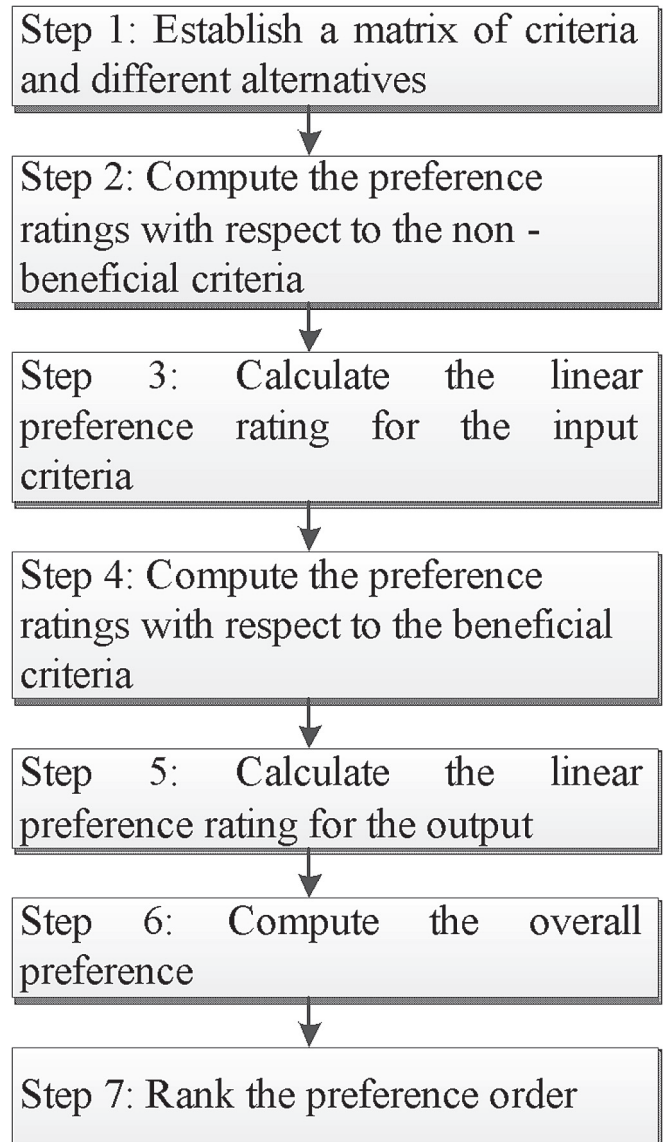 Step 1: Establish a matrix of criteria
and different alternatives
Step 2: Compute the preference
ratings with respect to the non -
beneficial criteria
Step 3: Calculate the linear
preference rating for the input
criteria
Step 4: Compute the preference
ratings with respect to the beneficial
criteria
Step 5: Calculate the linear
preference rating for the output
Step 6: Compute the overall
preference
Step 7: Rank the preference order